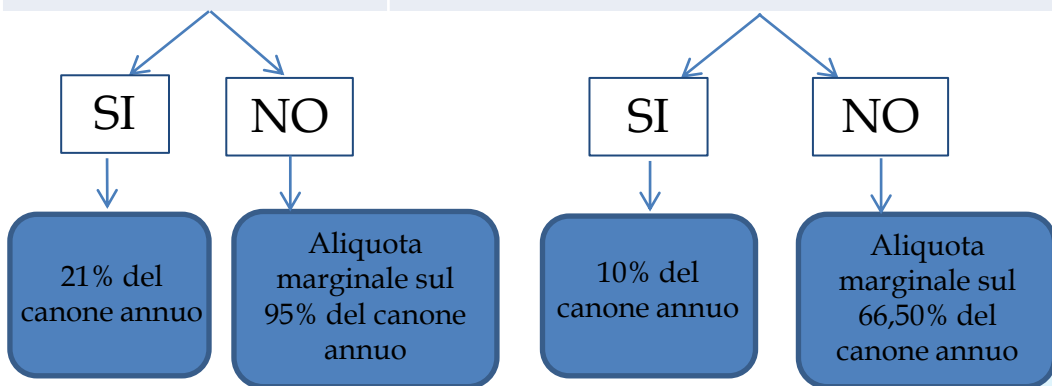 SI
NO
SI
NO
21% del
canone annuo
Aliquota
marginale sul
95% del canone
annuo
10% del
canone annuo
Aliquota
marginale sul
66,50% del
canone annuo